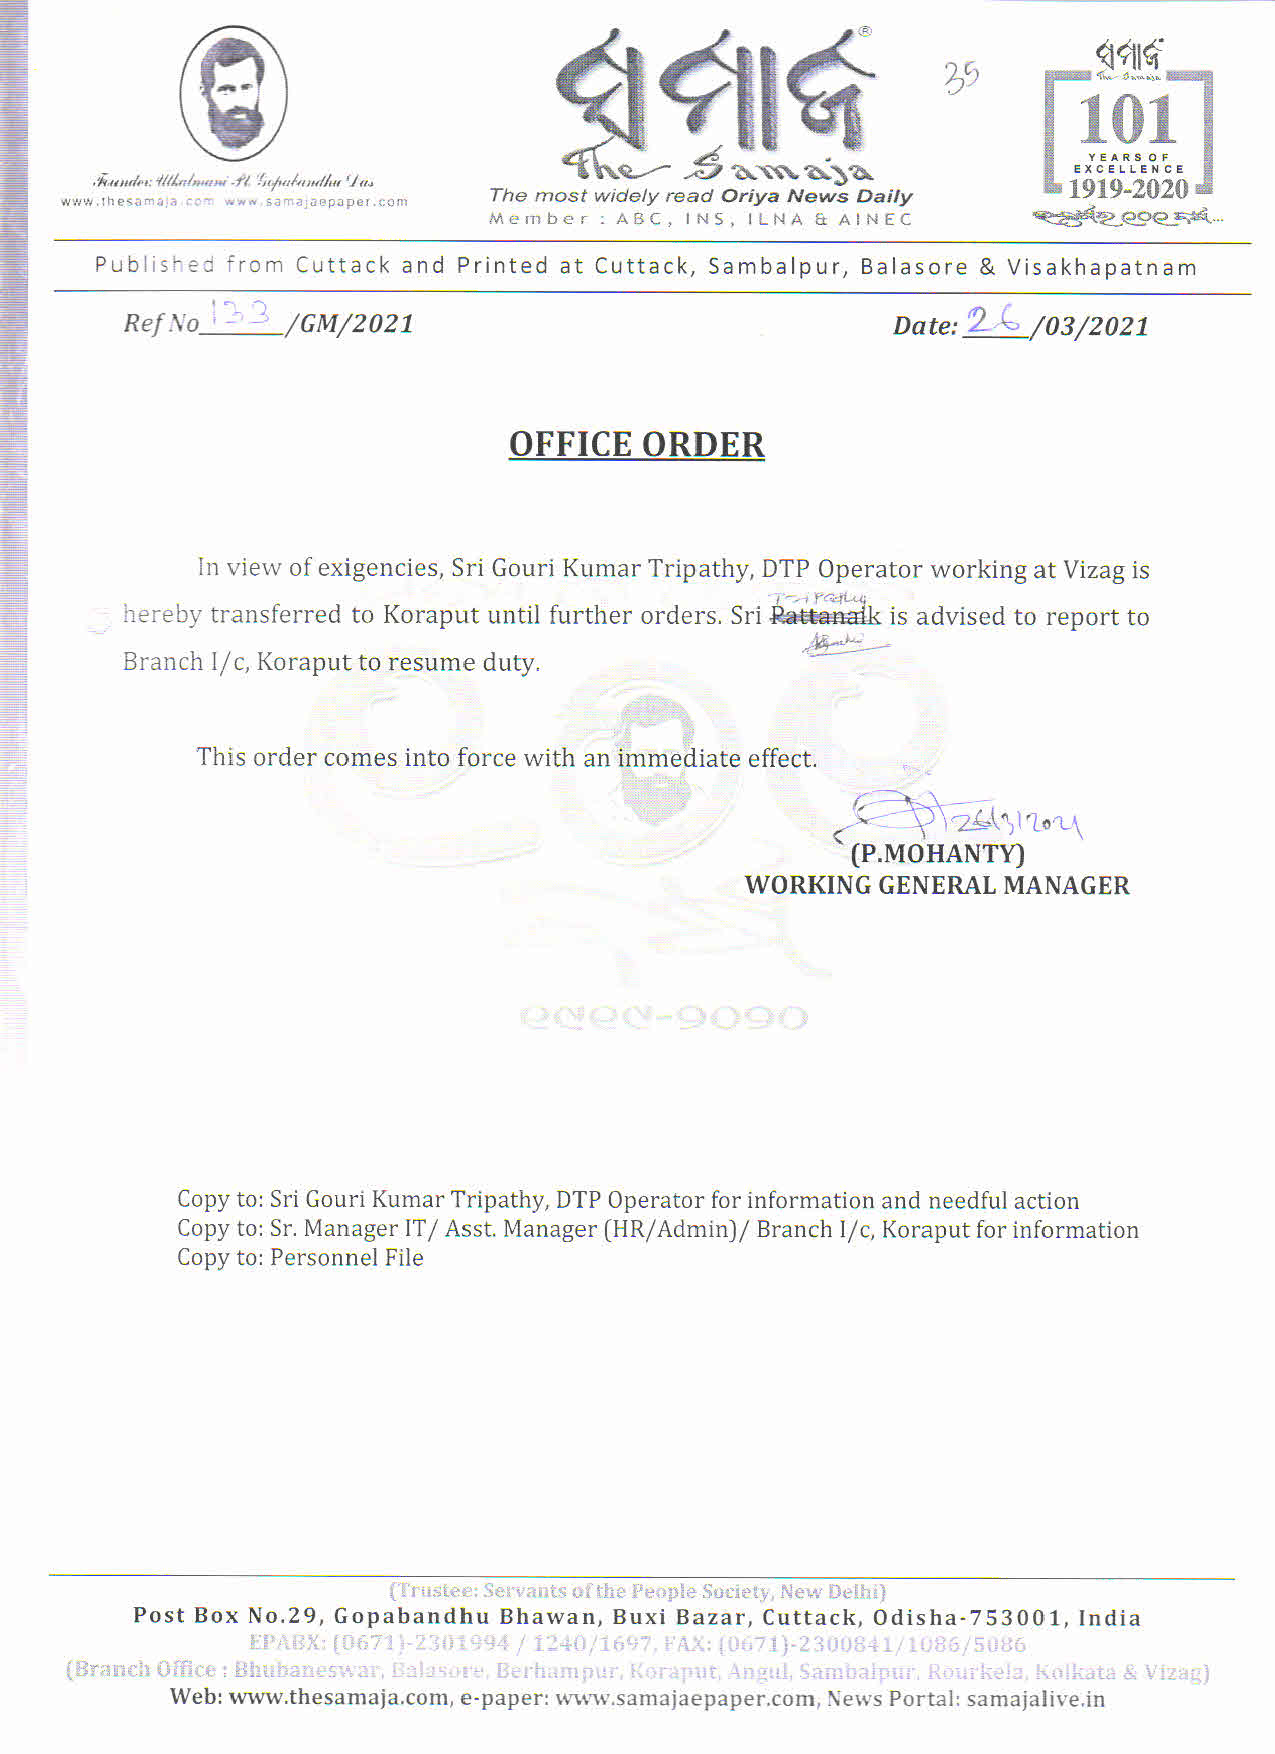 ସମାଜ ®
The Samaja
35
ସମାଜ
The Samaja
101
YEARS OF
EXCELLENCE
1919-2020
Founder: Utkalmani Pt. Gopabandhu Das
www.thesamaja.com www.samajaepaper.com
The most widely read Oriya News Daily
Member : ABC, INS, ILNA & AINEC
Published from Cuttack and Printed at Cuttack, Sambalpur, Balasore & Visakhapatnam
Ref No 133 /GM/2021
Date: 26 /03/2021
OFFICE ORDER
In view of exigencies, Sri Gouri Kumar Tripathy, DTP Operator working at Vizag is
Tripathy
hereby transferred to Koraput until further orders. Sri Pattanaik is advised to report to
Branch I/c, Koraput to resume duty.
This order comes into force with an immediate effect.
26/3/2021
(P.MOHANTY)
WORKING GENERAL MANAGER
୧୯୧୯-୨୦୨୦
Copy to: Sri Gouri Kumar Tripathy, DTP Operator for information and needful action
Copy to: Sr. Manager IT/ Asst. Manager (HR/Admin)/ Branch I/c, Koraput for information
Copy to: Personnel File
(Trustee: Servants of the People Society, New Delhi)
Post Box No.29, Gopabandhu Bhawan, Buxi Bazar, Cuttack, Odisha-753001, India
EPABX: (0671)-2301994 / 1240/1697, FAX: (0671)-2300841/1086/5086
(Branch Office : Bhubaneswar, Balasore, Berhampur, Koraput, Angul, Sambalpur, Rourkela, Kolkata & Vizag)
Web: www.thesamaja.com, e-paper: www.samajaepaper.com, News Portal: samajalive.in